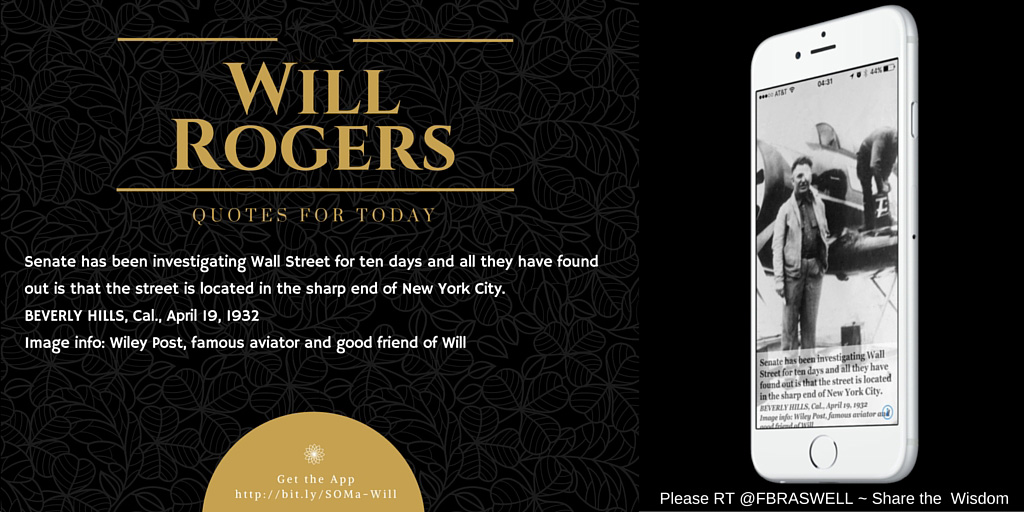 WILL
ROGERS
QUOTES FOR TODAY
Senate has been investigating Wall Street for ten days and all they have found
out is that the street is located in the sharp end of New York City.
BEVERLY HILLS, Cal., April 19, 1932
Image info: Wiley Post, famous aviator and good friend of Will
Get the App
http://bit.ly/SOMa-Will
AT&T
04:31
44%
Senate has been investigating Wall
Street for ten days and all they have
found out is that the street is located
in the sharp end of New York City.
BEVERLY HILLS, Cal., April 19, 1932
Image info: Wiley Post, famous aviator and
good friend of Will
Please RT @FBRASWELL ~ Share the Wisdom